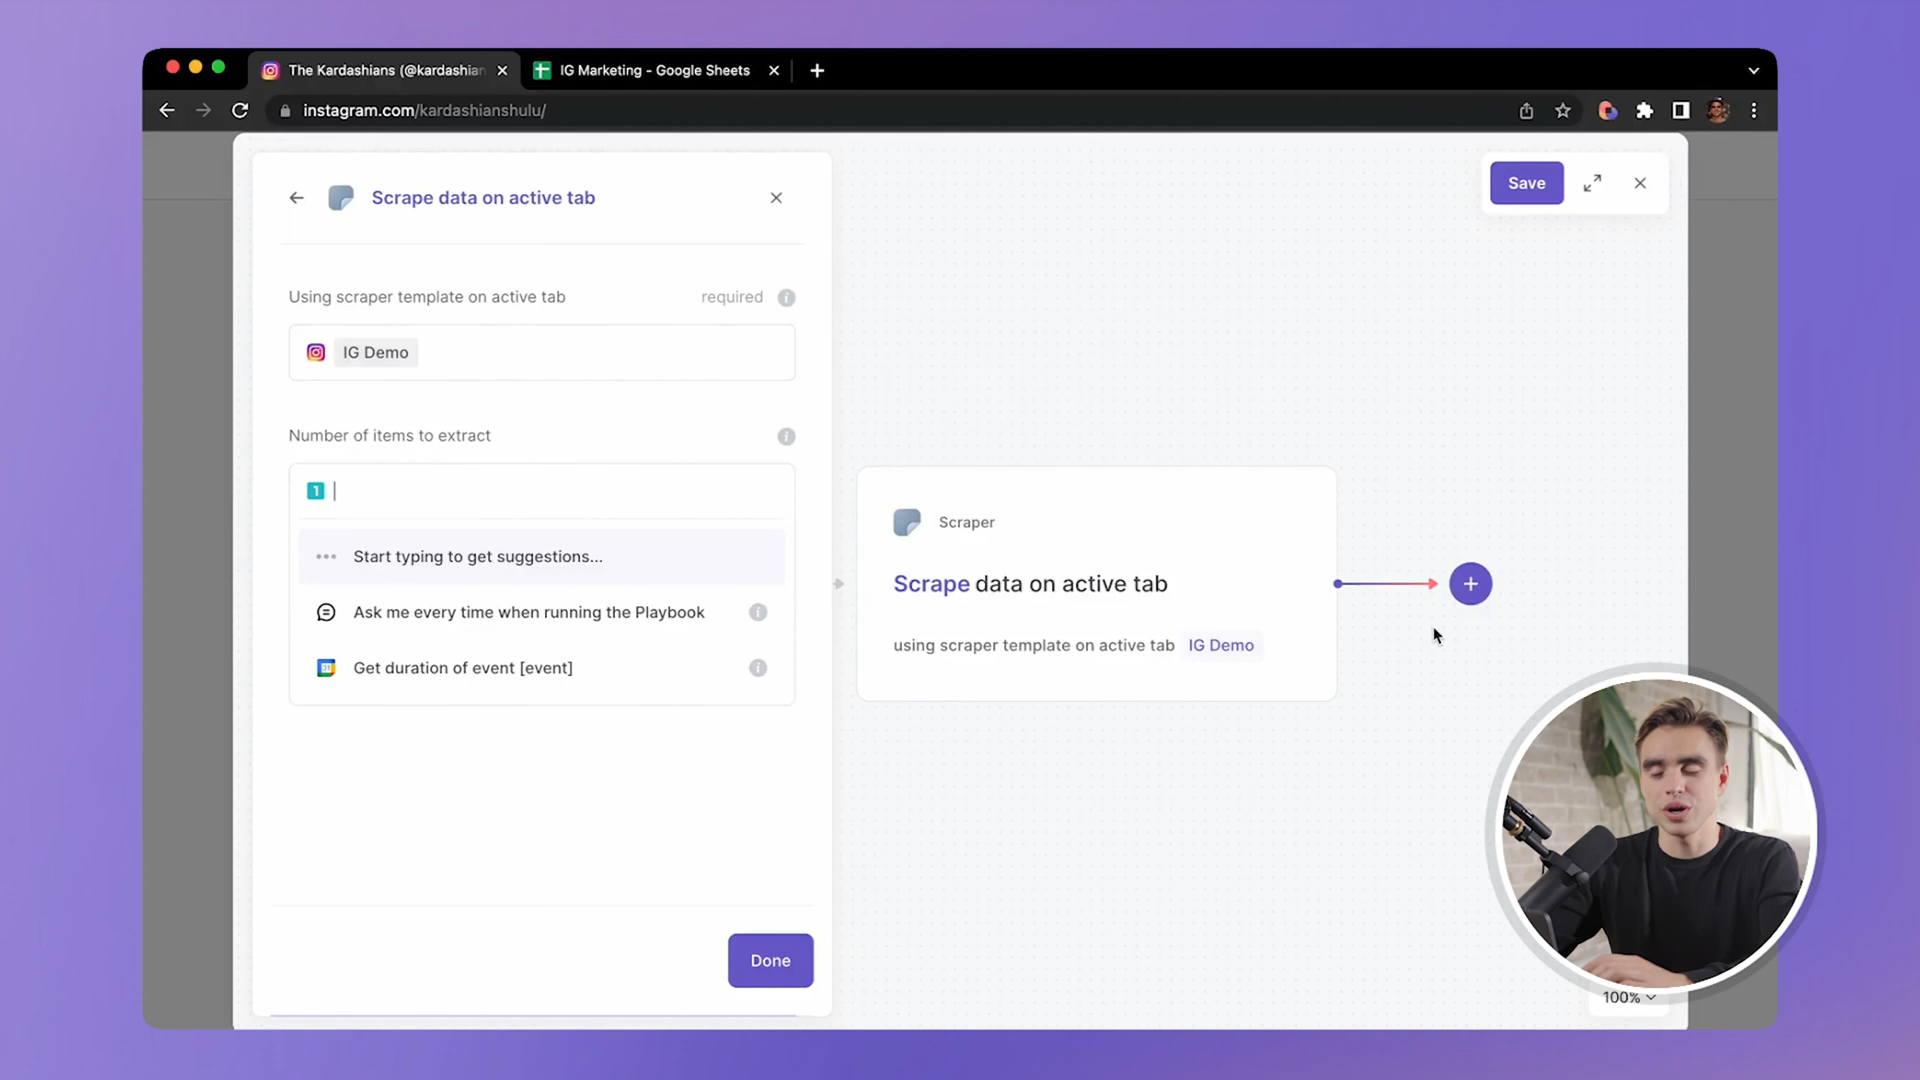 The Kardashians (@kardashian
IG Marketing - Google Sheets
instagram.com/kardashianshulu/
Scrape data on active tab
Save
Using scraper template on active tab
required
IG Demo
Number of items to extract
1
Start typing to get suggestions...
Ask me every time when running the Playbook
Get duration of event [event]
31
Done
Scraper
Scrape data on active tab
using scraper template on active tab IG Demo
100%